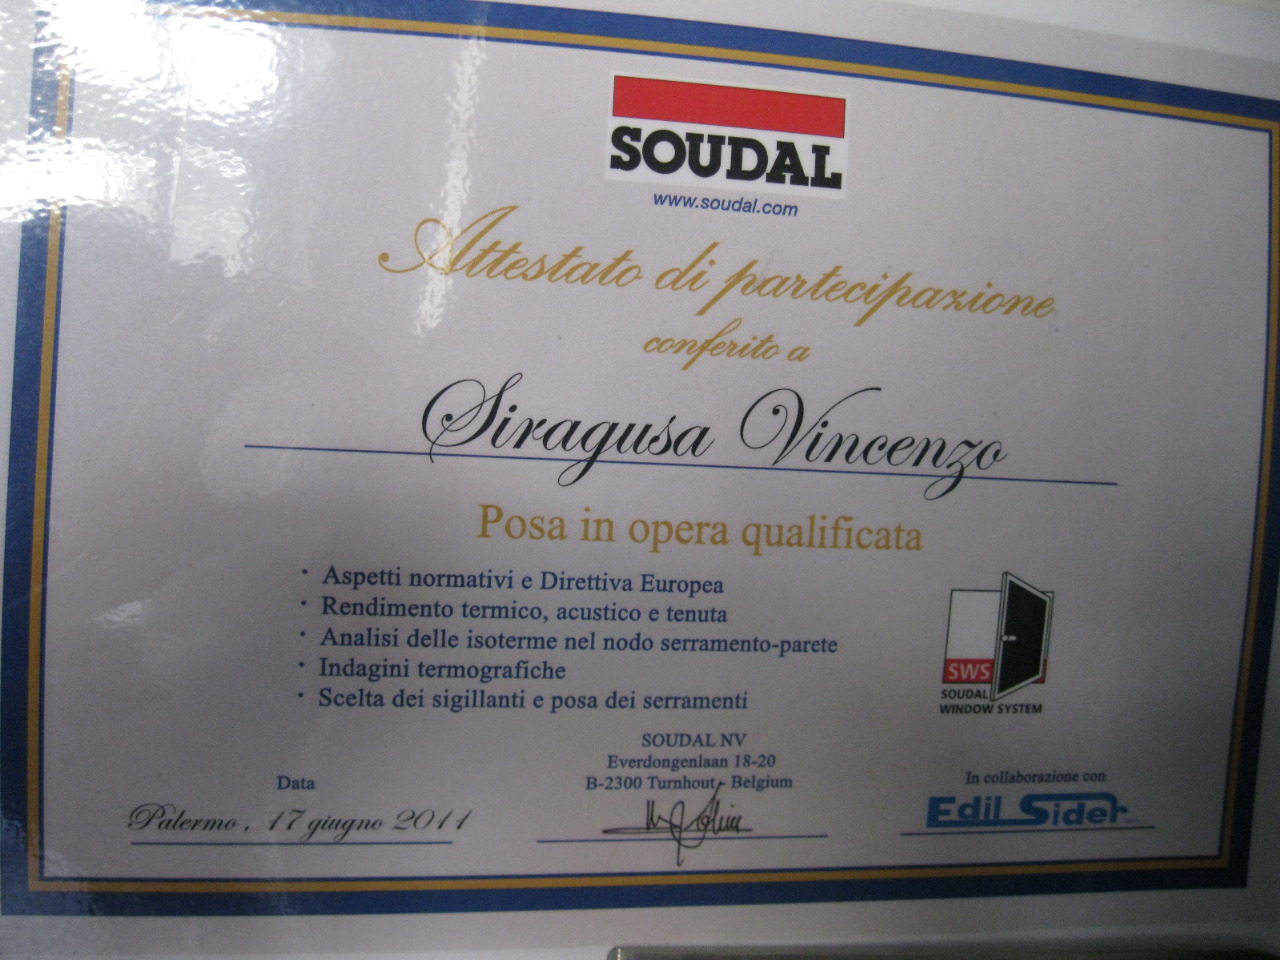 SOUDAL
www.soudal.com
Attestato di partecipazione
conferito a
Siragusa Vincenzo
Posa in opera qualificata
· Aspetti normativi e Direttiva Europea
· Rendimento termico, acustico e tenuta
· Analisi delle isoterme nel nodo serramento-parete
· Indagini termografiche
· Scelta dei sigillanti e posa dei serramenti
SWS
SOUDAL
WINDOW SYSTEM
SOUDAL NV
Everdongenlaan 18-20
B-2300 Turnhout - Belgium
Data
Palermo, 17 giugno 2011
In collaborazione con
Edil Sider